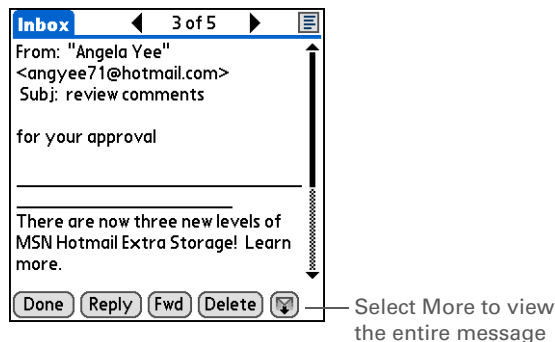 Inbox 3 of 5
From: "Angela Yee"
<angyee71@hotmail.com>
Subj: review comments
for your approval
There are now three new levels of
MSN Hotmail Extra Storage! Learn
more.
Done Reply Fwd Delete
Select More to view
the entire message